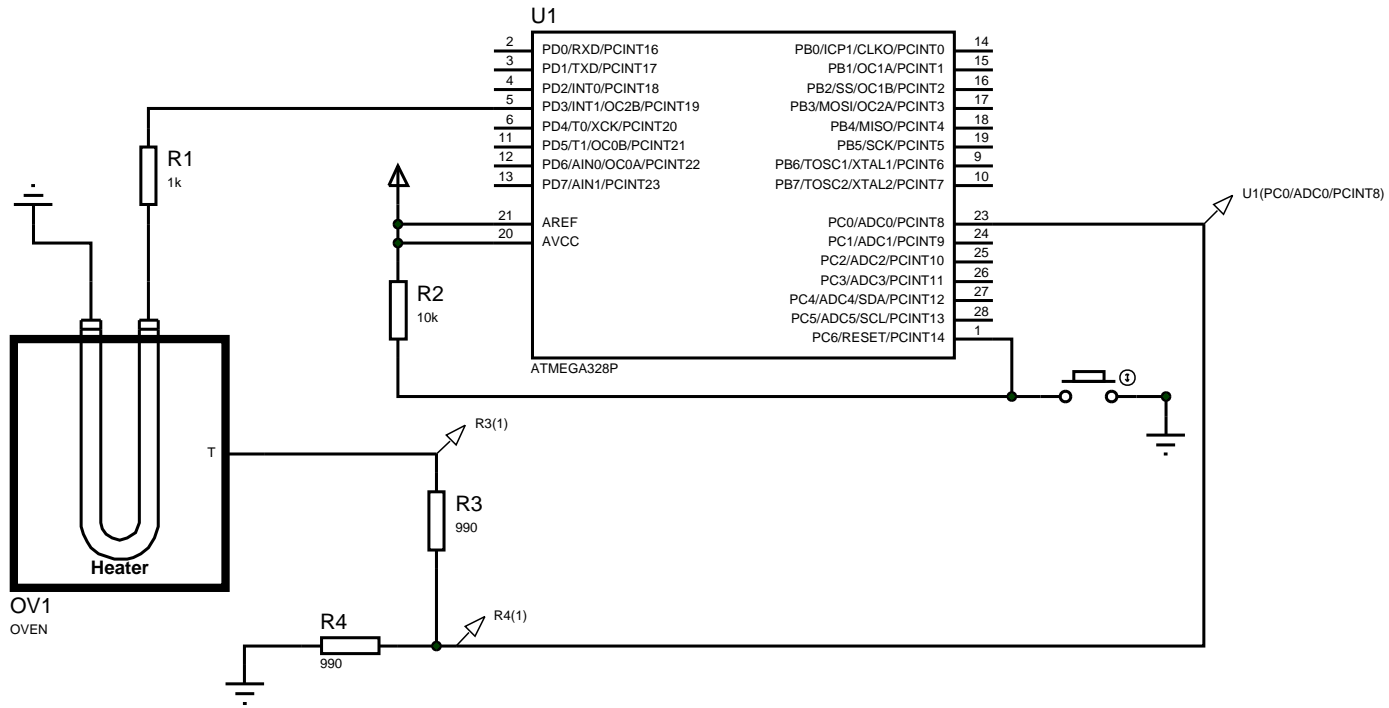 U1
2 PD0/RXD/PCINT16 PB0/ICP1/CLKO/PCINT0 14
3 PD1/TXD/PCINT17 PB1/OC1A/PCINT1 15
4 PD2/INT0/PCINT18 PB2/SS/OC1B/PCINT2 16
5 PD3/INT1/OC2B/PCINT19 PB3/MOSI/OC2A/PCINT3 17
6 PD4/T0/XCK/PCINT20 PB4/MISO/PCINT4 18
11 PD5/T1/OC0B/PCINT21 PB5/SCK/PCINT5 19
12 PD6/AIN0/OC0A/PCINT22 PB6/TOSC1/XTAL1/PCINT6 9
13 PD7/AIN1/PCINT23 PB7/TOSC2/XTAL2/PCINT7 10
R1
1k
U1(PC0/ADC0/PCINT8)
21 AREF PC0/ADC0/PCINT8 23
20 AVCC PC1/ADC1/PCINT9 24
PC2/ADC2/PCINT10 25
PC3/ADC3/PCINT11 26
PC4/ADC4/SDA/PCINT12 27
PC5/ADC5/SCL/PCINT13 28
PC6/RESET/PCINT14 1
R2
10k
ATMEGA328P
R3(1)
T
R3
990
Heater
OV1
OVEN
R4(1)
R4
990